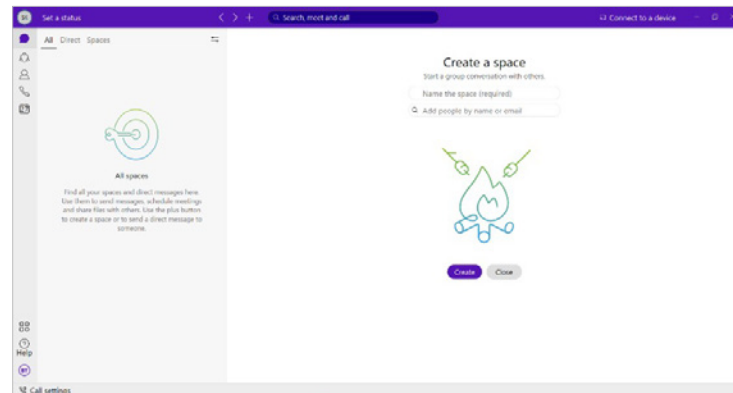 Set a status
Search, meet and call
Connect to a device
All Direct Spaces
Create a space
Start a group conversation with others.
Name the space (required)
Add people by name or email
All spaces
Find all your spaces and direct messages here.
Use them to send messages, schedule meetings
and share files with others. Use the plus button
to create a space or to send a direct message to
someone.
Create Close
Help
Call settings